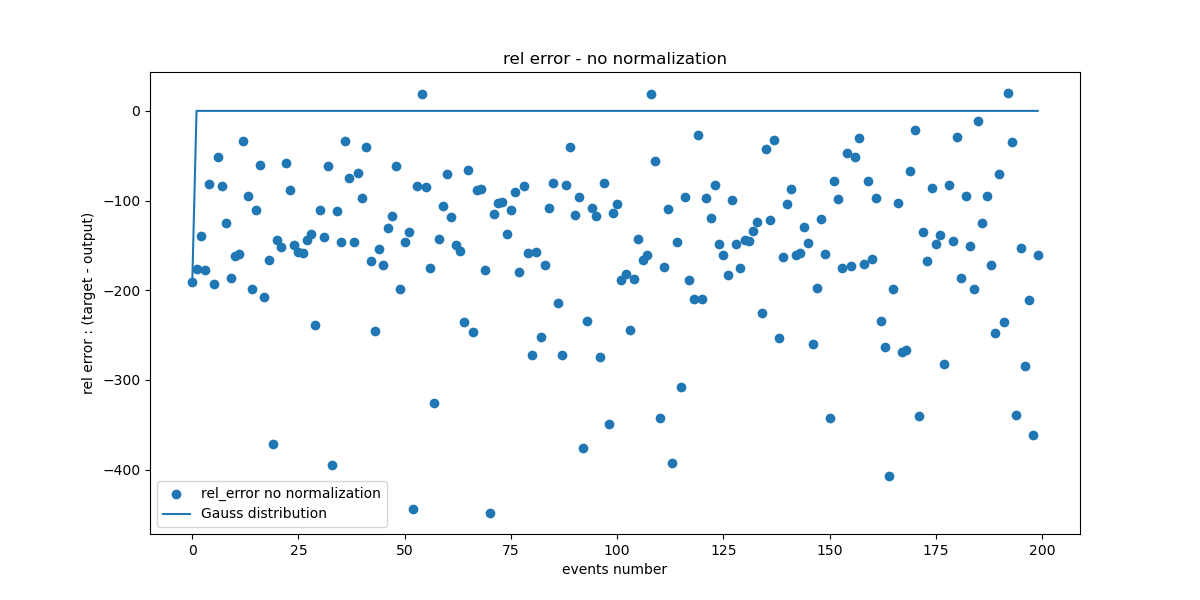 rel error - no normalization
rel error : (target - output)
0
−100
−200
−300
−400
rel_error no normalization
Gauss distribution
0 25 50 75 100 125 150 175 200
events number